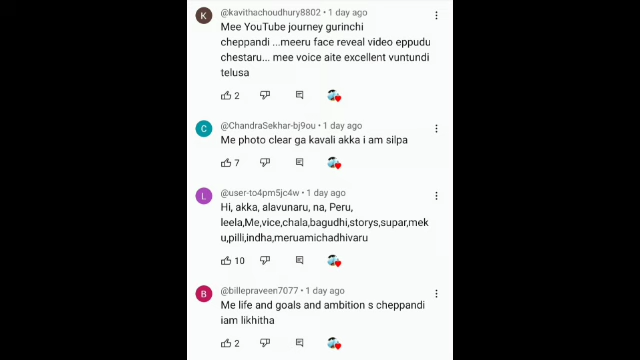 @kavithachoudhury8802 • 1 day ago
Mee YouTube journey gurinchi
cheppandi ...meeru face reveal video eppudu
chestaru... mee voice aite excellent vuntundi
telusa
2
@ChandraSekhar-bj9ou • 1 day ago
Me photo clear ga kavali akka i am silpa
7
@user-to4pm5jc4w • 1 day ago
Hi, akka, alavunaru, na, Peru,
leela,Me,vice,chala,bagudhi,storys,supar,mek
u,pilli,indha,meruamichadhivaru
10
@billepraveen7077 • 1 day ago
Me life and goals and ambition s cheppandi
iam likhitha
2